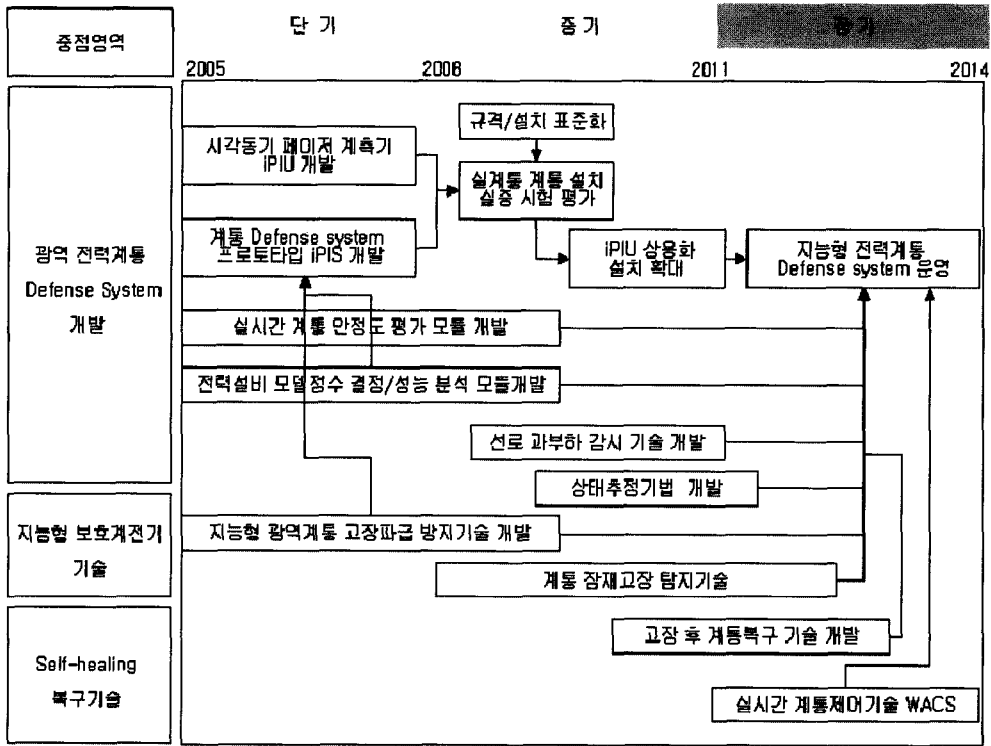 중점영역
단 기
중 기
장 기
2005
2008
2011
2014
광역 전력계통
Defense System
개발
시각동기 페이저 계측기
iPIU 개발
계통 Defense system
프로토타입 iPIS 개발
규격/설치 표준화
실계통 계통 설치
실증 시험 평가
iPIU 상용화
설치 확대
지능형 전력계통
Defense system 운영
실시간 계통 안정도 평가 모듈 개발
전력설비 모델정수 결정/성능 분석 모듈개발
선로 과부하 감시 기술 개발
상태추정기법 개발
지능형 보호계전기
기술
지능형 광역계통 고장파급 방지기술 개발
계통 잠재고장 탐지기술
Self-healing
복구기술
고장 후 계통복구 기술 개발
실시간 계통제어기술 WACS